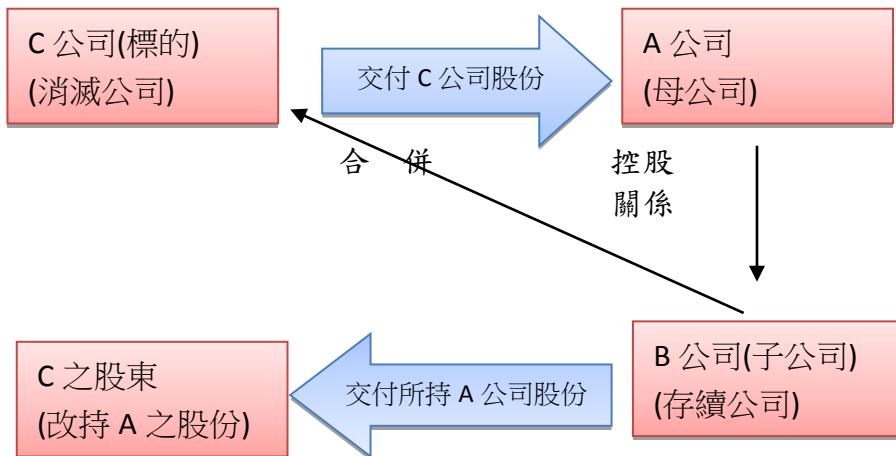 C 公司(標的)
(消滅公司)
交付 C 公司股份
A 公司
(母公司)
合 併
控股
關係
C 之股東
(改持 A 之股份)
交付所持 A 公司股份
B 公司(子公司)
(存續公司)